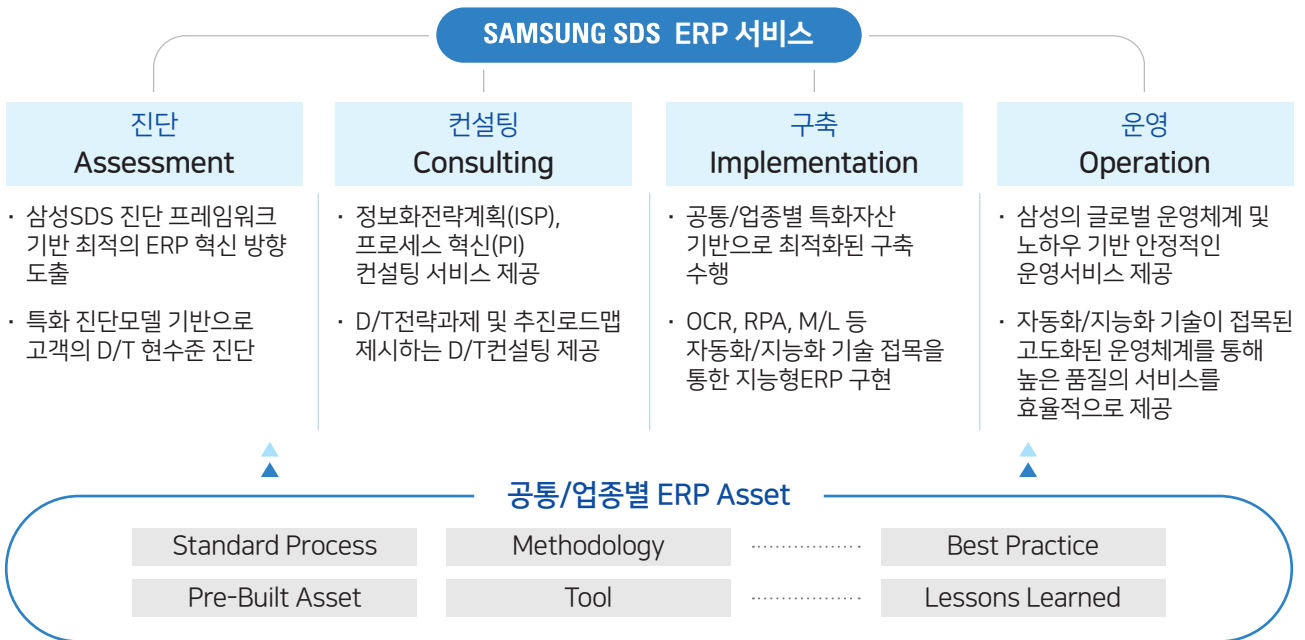 SAMSUNG SDS ERP 서비스
진단
Assessment
· 삼성SDS 진단 프레임워크
기반 최적의 ERP 혁신 방향
도출
· 특화 진단모델 기반으로
고객의 D/T 현수준 진단
컨설팅
Consulting
· 정보화전략계획(ISP),
프로세스 혁신(PI)
컨설팅 서비스 제공
· D/T전략과제 및 추진로드맵
제시하는 D/T컨설팅 제공
구축
Implementation
· 공통/업종별 특화자산
기반으로 최적화된 구축
수행
· OCR, RPA, M/L 등
자동화/지능화 기술 접목을
통한 지능형ERP 구현
운영
Operation
· 삼성의 글로벌 운영체계 및
노하우 기반 안정적인
운영서비스 제공
· 자동화/지능화 기술이 접목된
고도화된 운영체계를 통해
높은 품질의 서비스를
효율적으로 제공
공통/업종별 ERP Asset
Standard Process
Methodology
Best Practice
Pre-Built Asset
Tool
Lessons Learned